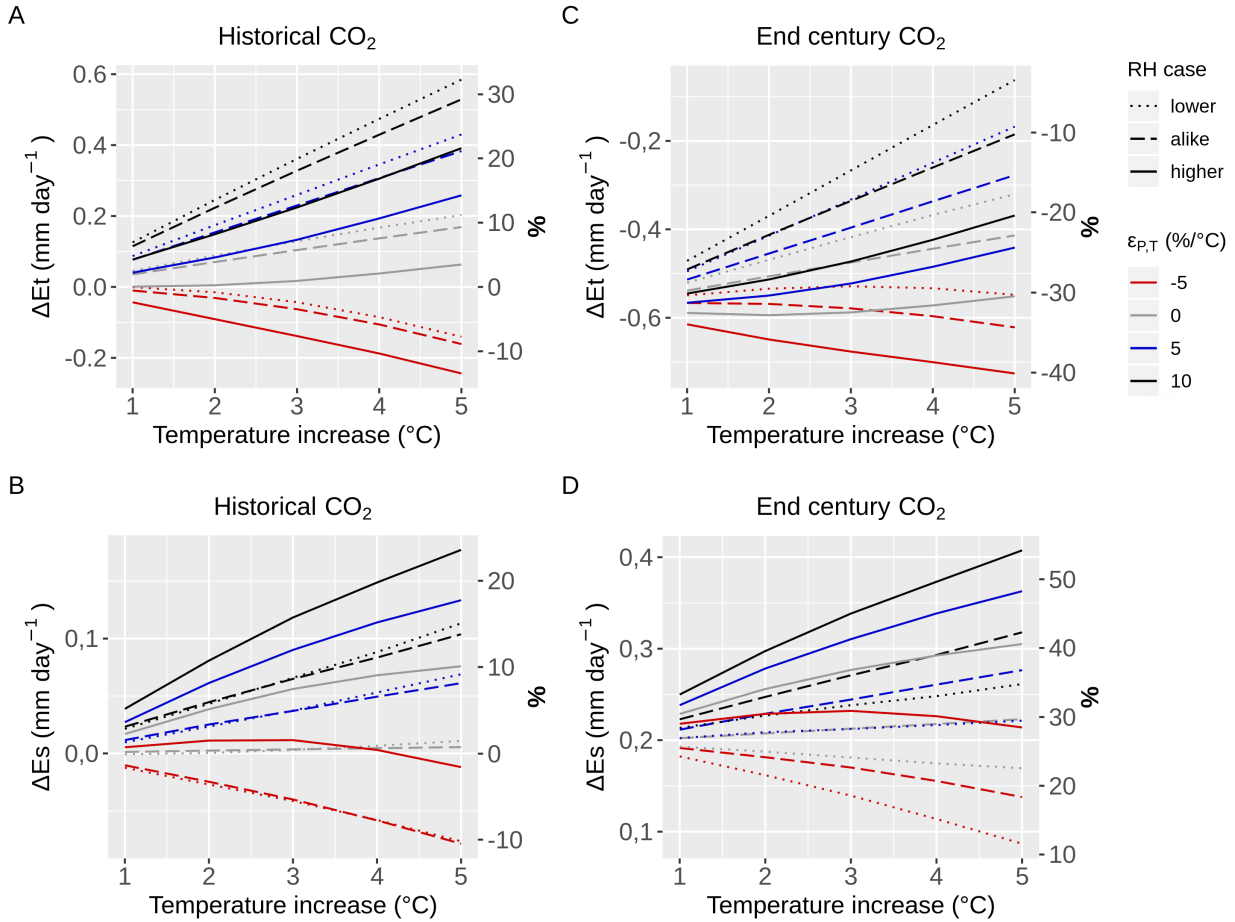 A
Historical CO₂
0.6
0.4
0.2
0.0
-0.2
ΔEt (mm day⁻¹ )
30
20
10
0
-10
%
1 2 3 4 5
Temperature increase (°C)
C
End century CO₂
-0,2
-0,4
-0,6
ΔEt (mm day⁻¹ )
-10
-20
-30
-40
%
1 2 3 4 5
Temperature increase (°C)
RH case
lower
alike
higher
εP,T (%/°C)
-5
0
5
10
B
Historical CO₂
0,1
0,0
ΔEs (mm day⁻¹ )
20
10
0
-10
%
1 2 3 4 5
Temperature increase (°C)
D
End century CO₂
0,4
0,3
0,2
0,1
ΔEs (mm day⁻¹ )
50
40
30
20
10
%
1 2 3 4 5
Temperature increase (°C)